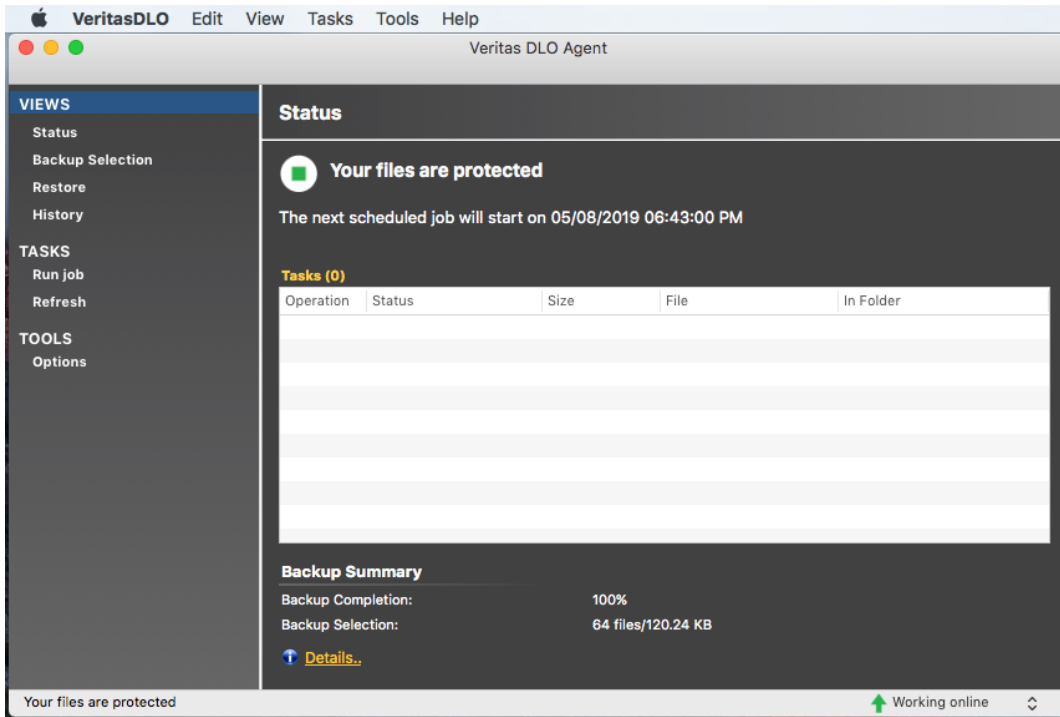 VeritasDLO Edit View Tasks Tools Help
Veritas DLO Agent
VIEWS
Status
Backup Selection
Restore
History
TASKS
Run job
Refresh
TOOLS
Options
Status
Your files are protected
The next scheduled job will start on 05/08/2019 06:43:00 PM
Tasks (0)
Operation Status Size File In Folder
Backup Summary
Backup Completion: 100%
Backup Selection: 64 files/120.24 KB
Details..
Your files are protected Working online